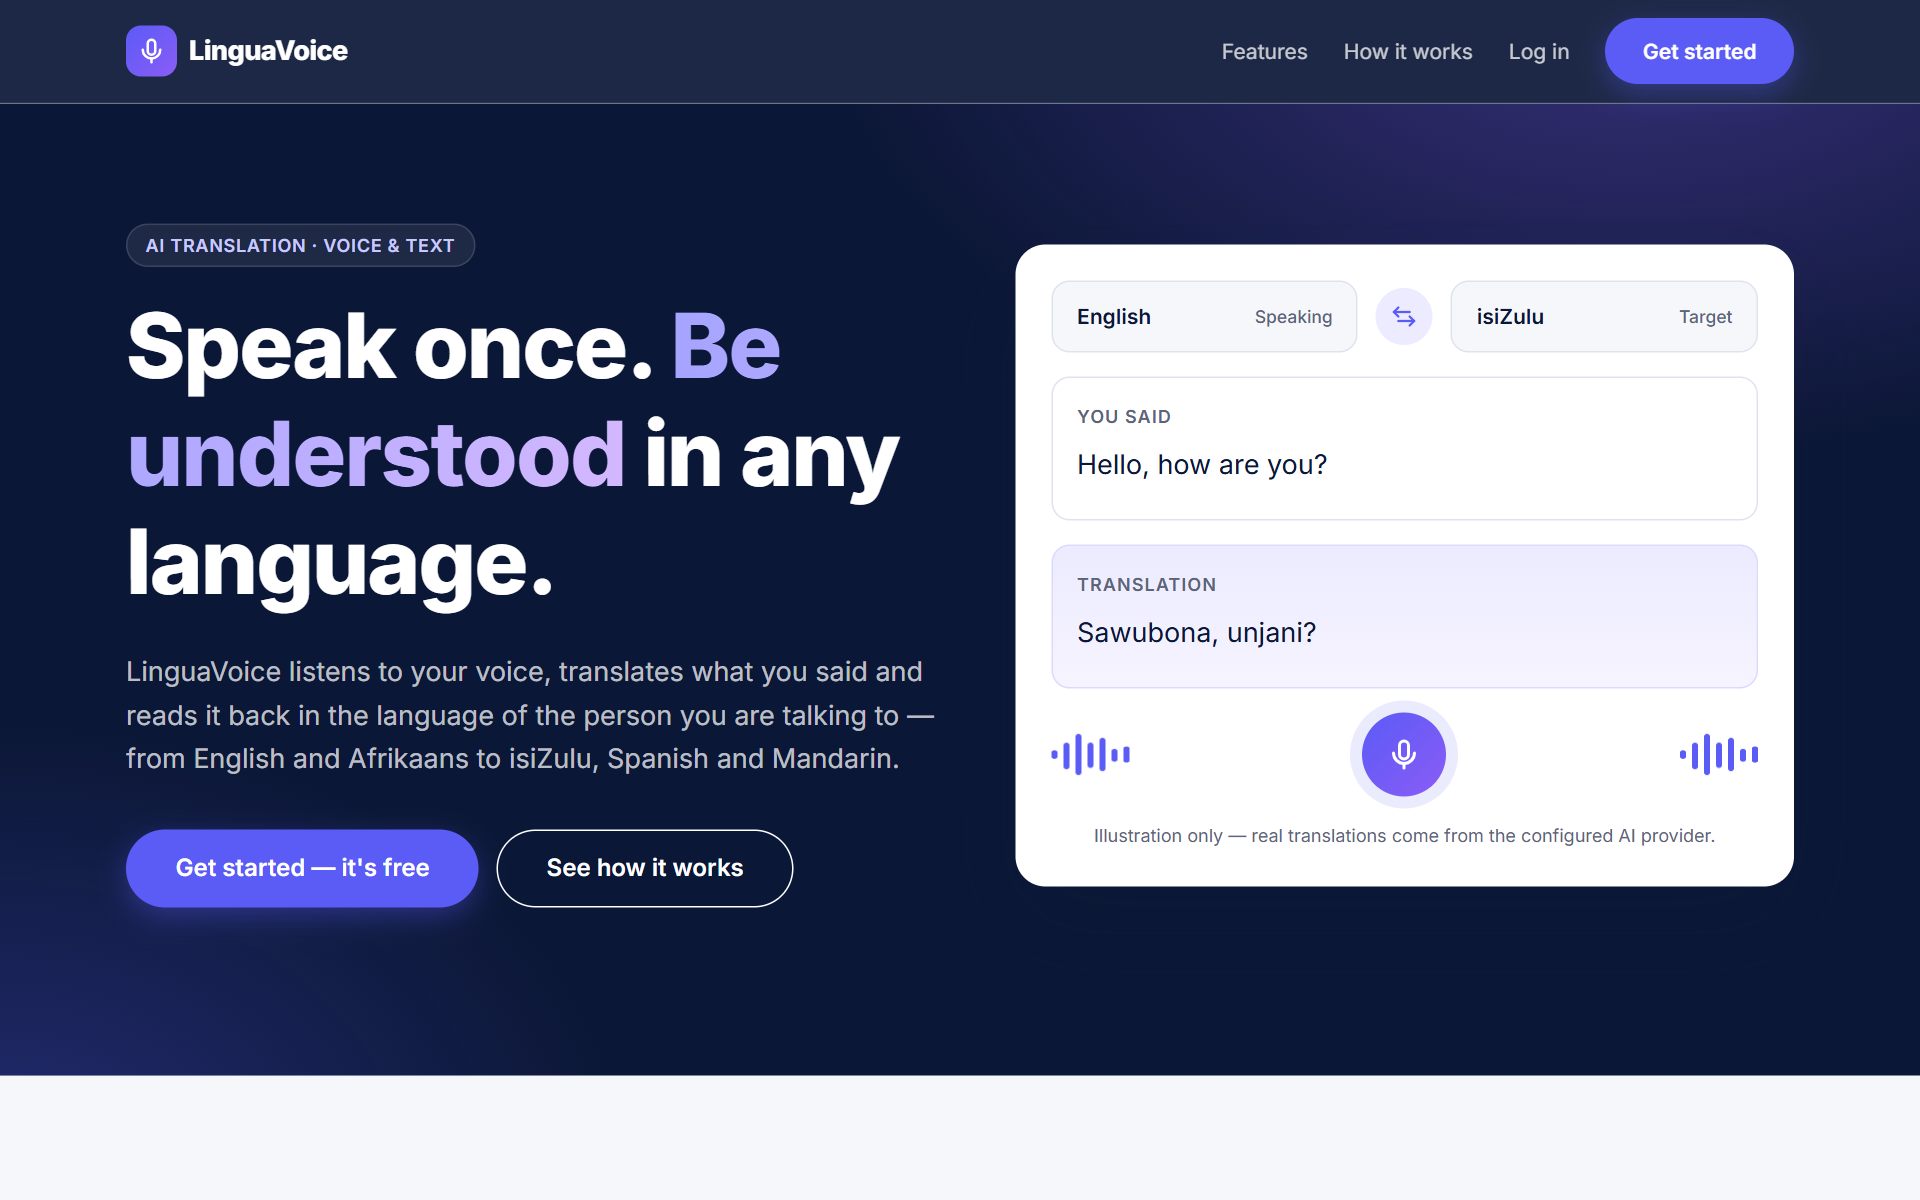 LinguaVoice
Features
How it works
Log in
Get started
AI TRANSLATION · VOICE & TEXT
Speak once. Be
understood in any
language.
LinguaVoice listens to your voice, translates what you said and
reads it back in the language of the person you are talking to —
from English and Afrikaans to isiZulu, Spanish and Mandarin.
Get started — it's free
See how it works
English
Speaking
isiZulu
Target
YOU SAID
Hello, how are you?
TRANSLATION
Sawubona, unjani?
Illustration only — real translations come from the configured AI provider.